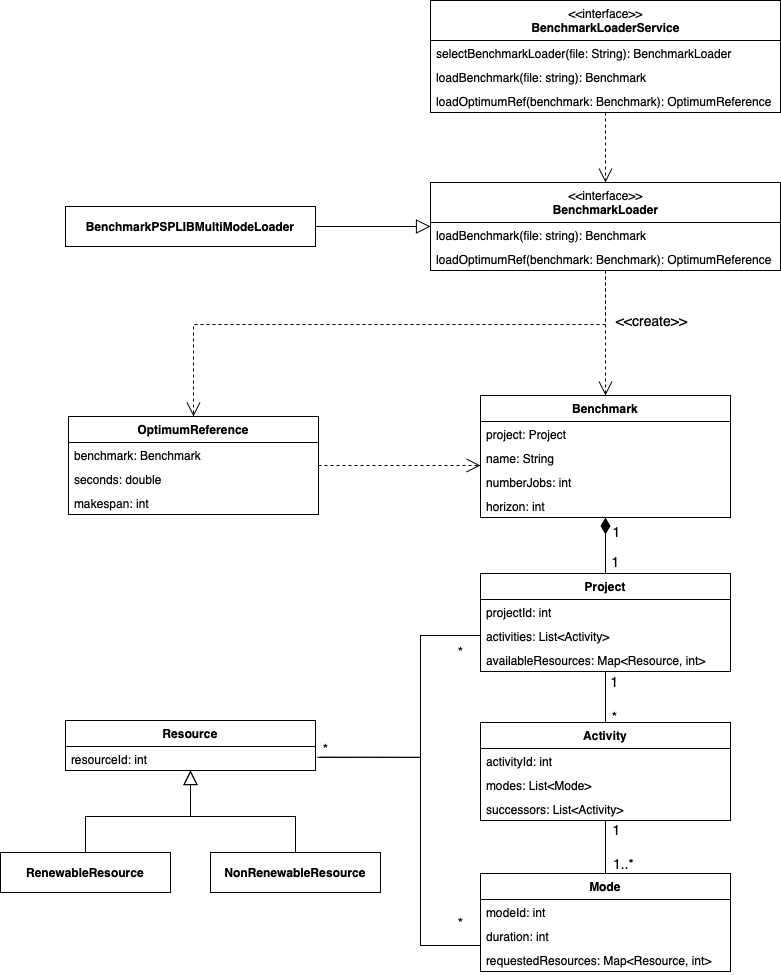 <<interface>>
BenchmarkLoaderService
selectBenchmarkLoader(file: String): BenchmarkLoader
loadBenchmark(file: string): Benchmark
loadOptimumRef(benchmark: Benchmark): OptimumReference
<<interface>>
BenchmarkLoader
loadBenchmark(file: string): Benchmark
loadOptimumRef(benchmark: Benchmark): OptimumReference
BenchmarkPSPLIBMultiModeLoader
<<create>>
OptimumReference
benchmark: Benchmark
seconds: double
makespan: int
Benchmark
project: Project
name: String
numberJobs: int
horizon: int
1
1
Project
projectId: int
activities: List<Activity>
availableResources: Map<Resource, int>
*
1
*
Resource
resourceId: int
*
Activity
activityId: int
modes: List<Mode>
successors: List<Activity>
1
1..*
RenewableResource
NonRenewableResource
*
Mode
modeId: int
duration: int
requestedResources: Map<Resource, int>